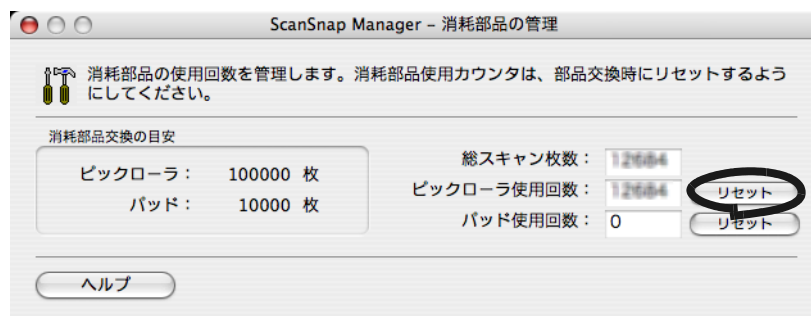 ScanSnap Manager – 消耗部品の管理
消耗部品の使用回数を管理します。消耗部品使用カウンタは、部品交換時にリセットするよう
にしてください。
消耗部品交換の目安
ピックローラ： 100000 枚
パッド： 10000 枚
総スキャン枚数：
ピックローラ使用回数： リセット
パッド使用回数： 0 リセット
ヘルプ